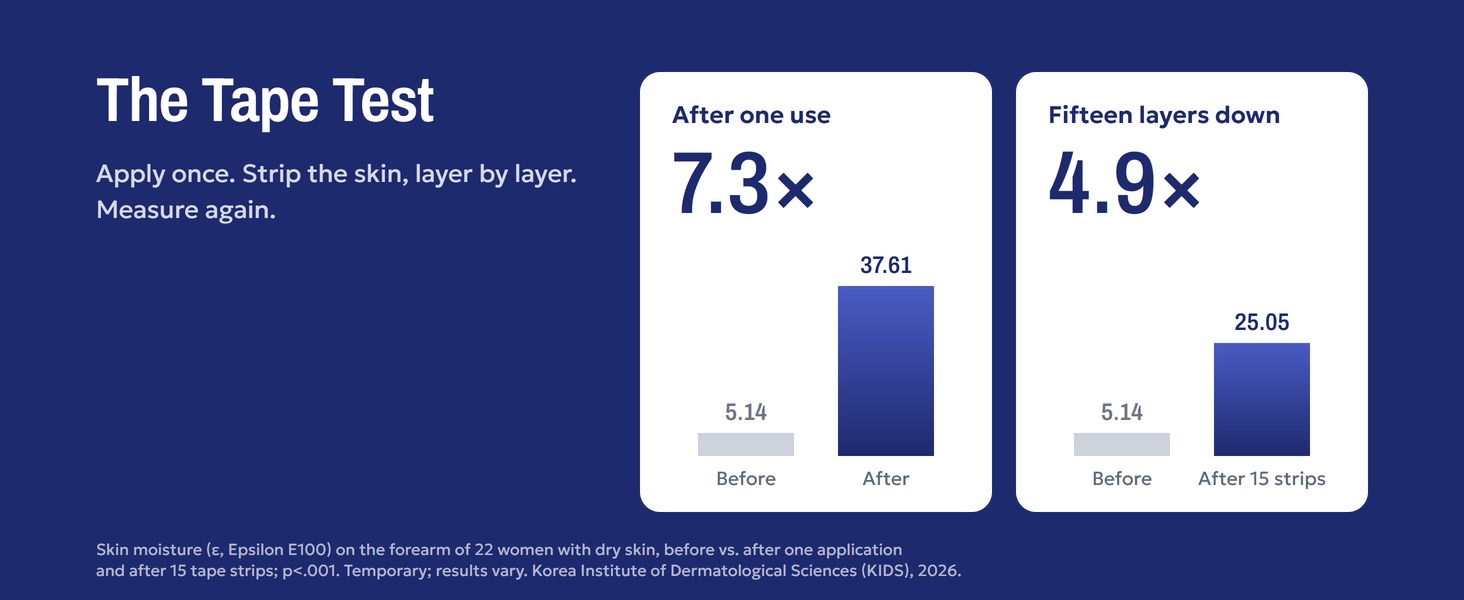 The Tape Test
Apply once. Strip the skin, layer by layer.
Measure again.
After one use
7.3×
37.61
5.14
Before
After
Fifteen layers down
4.9×
25.05
5.14
Before
After 15 strips
Skin moisture (ε, Epsilon E100) on the forearm of 22 women with dry skin, before vs. after one application
and after 15 tape strips; p<.001. Temporary; results vary. Korea Institute of Dermatological Sciences (KIDS), 2026.